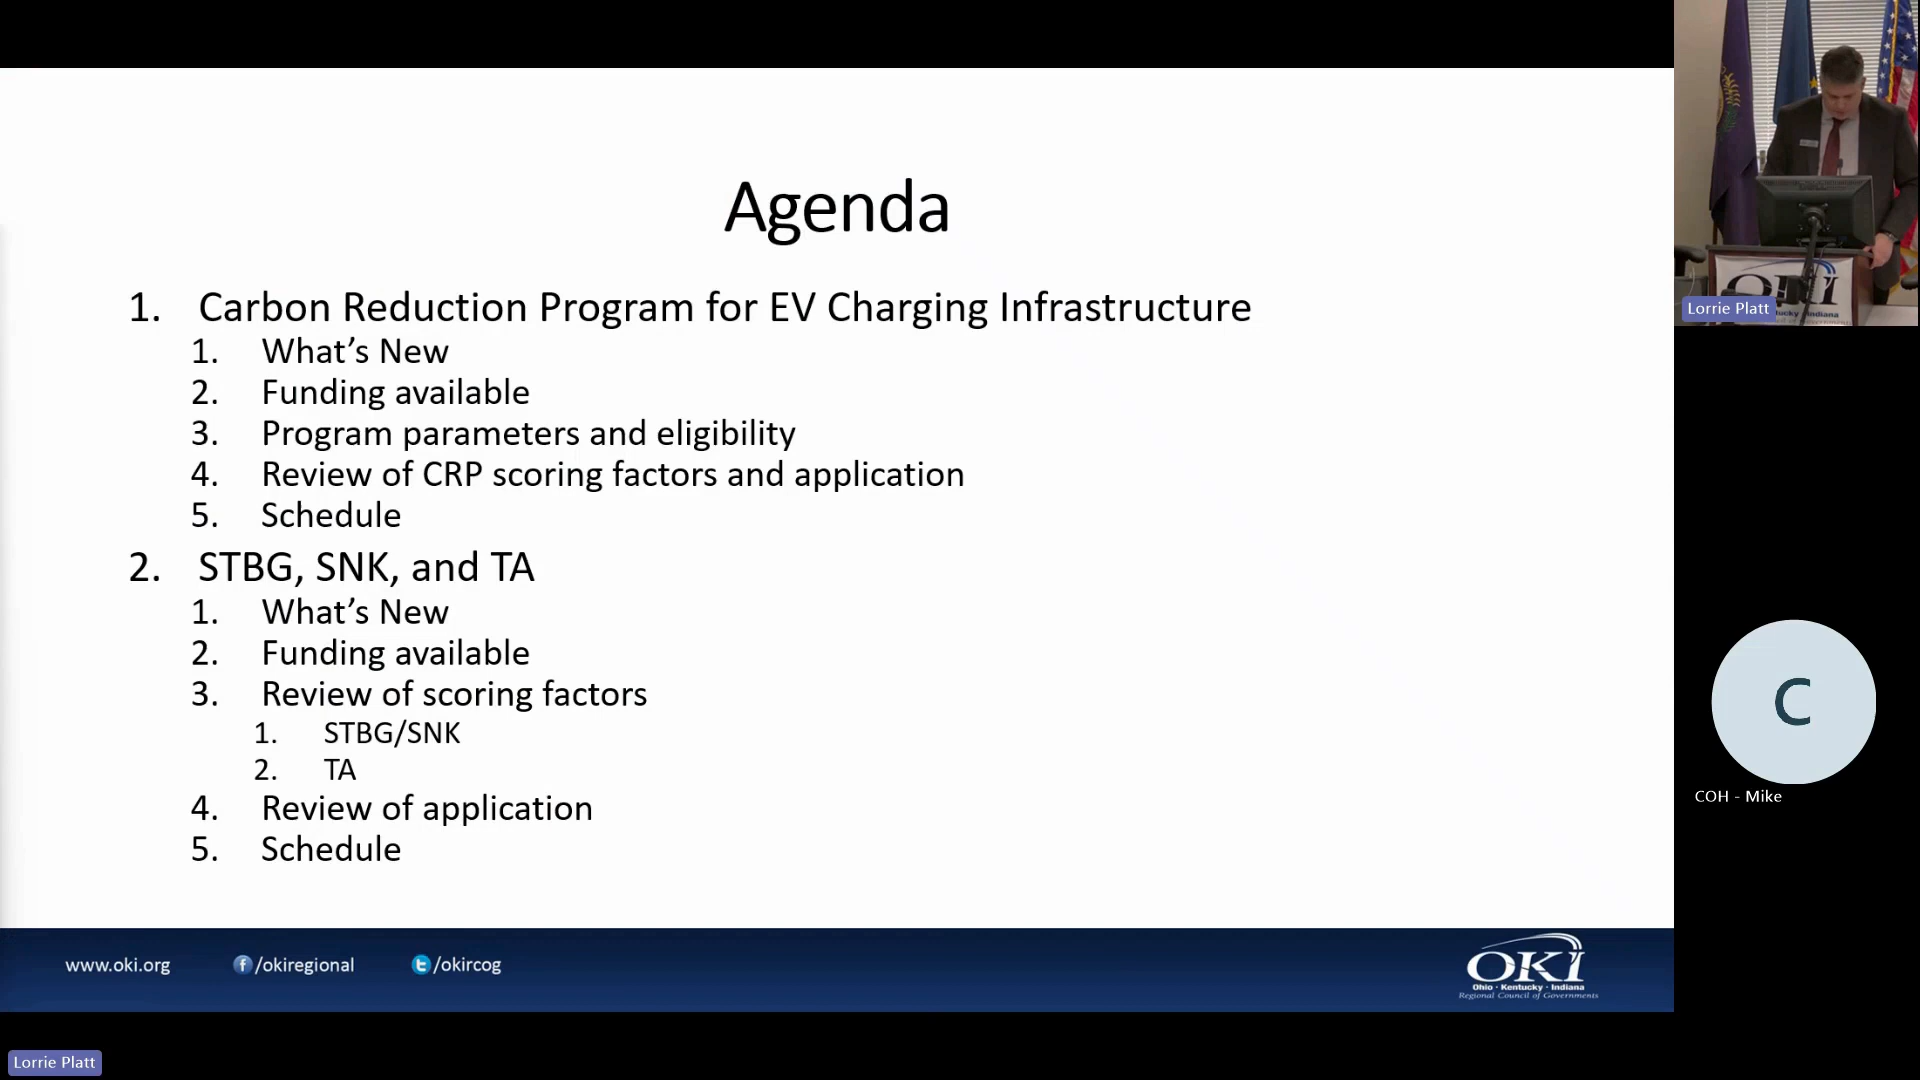 Agenda
1. Carbon Reduction Program for EV Charging Infrastructure
1. What's New
2. Funding available
3. Program parameters and eligibility
4. Review of CRP scoring factors and application
5. Schedule
2. STBG, SNK, and TA
1. What's New
2. Funding available
3. Review of scoring factors
1. STBG/SNK
2. TA
4. Review of application
5. Schedule
www.oki.org
/okiregional
/okircog
OKI
Ohio · Kentucky · Indiana
Regional Council of Governments
Lorrie Platt
OKI
Lorrie Platt
C
COH - Mike